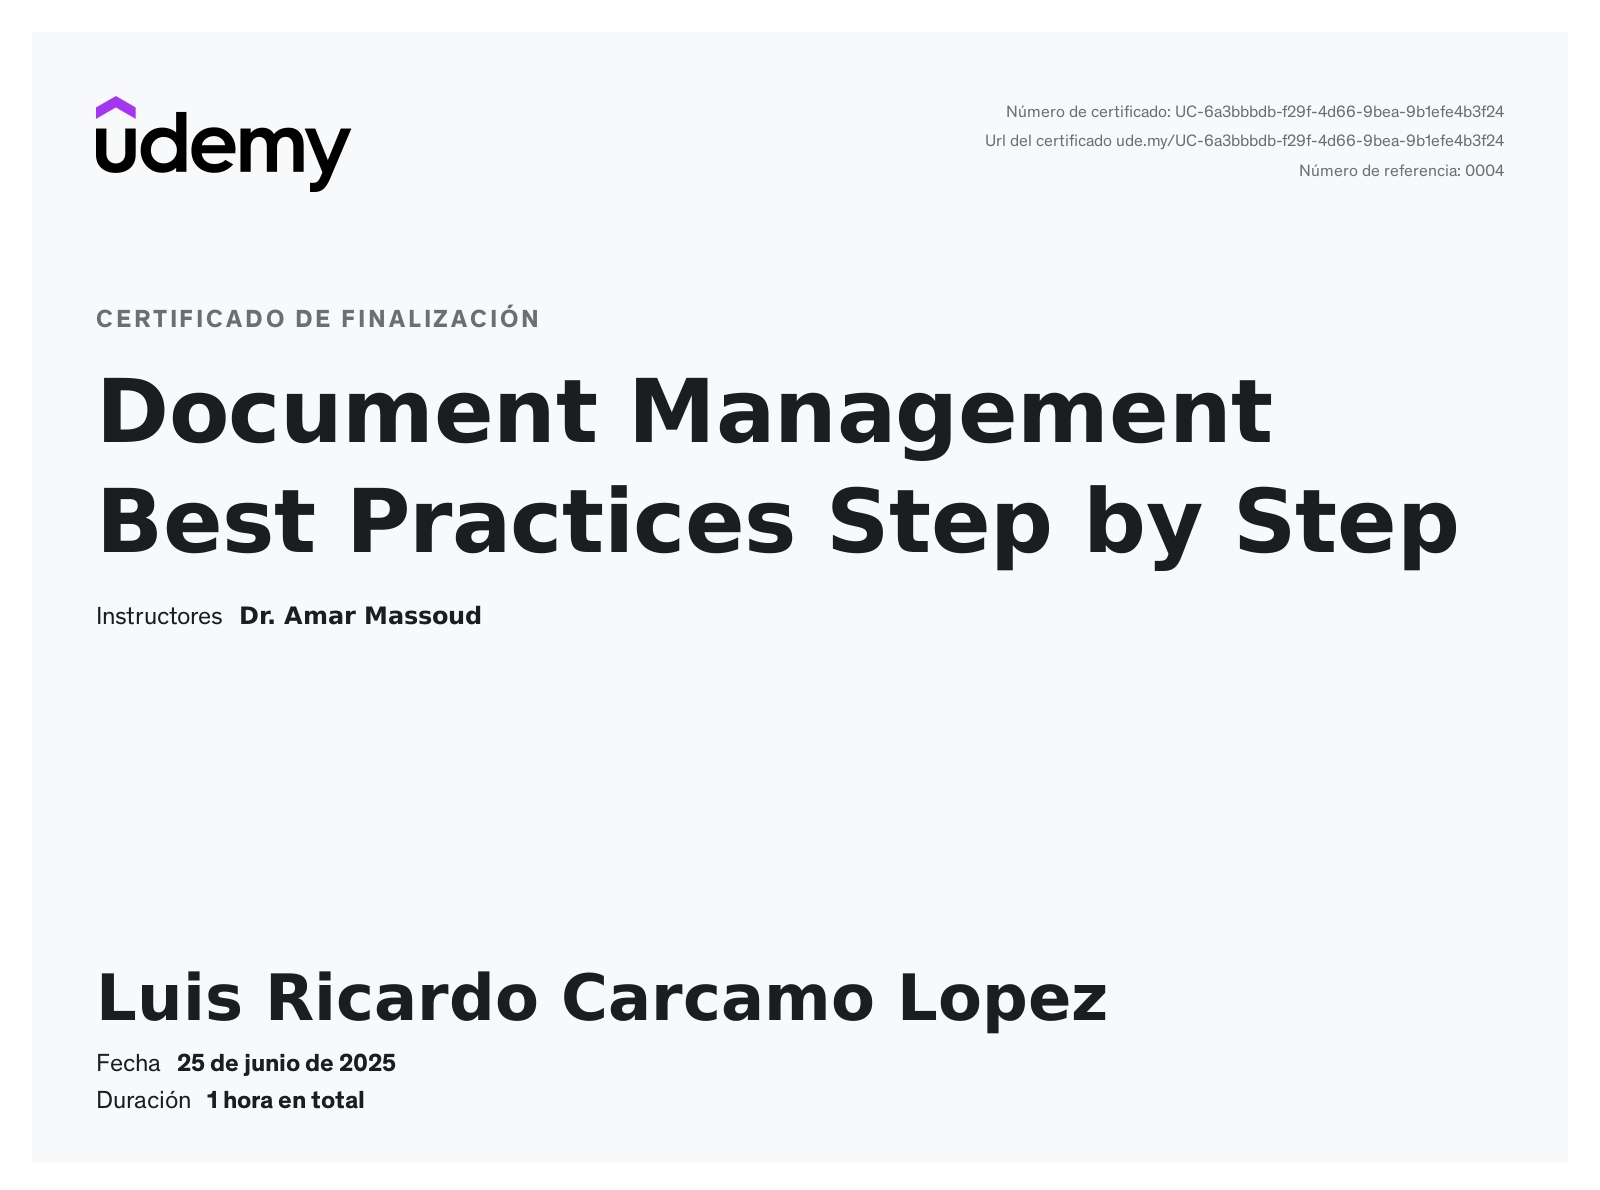 udemy
Número de certificado: UC-6a3bbbdb-f29f-4d66-9bea-9b1efe4b3f24
Url del certificado ude.my/UC-6a3bbbdb-f29f-4d66-9bea-9b1efe4b3f24
Número de referencia: 0004
CERTIFICADO DE FINALIZACIÓN
Document Management
Best Practices Step by Step
Instructores Dr. Amar Massoud
Luis Ricardo Carcamo Lopez
Fecha 25 de junio de 2025
Duración 1 hora en total